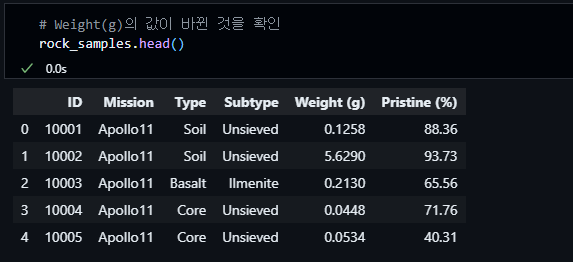 # Weight(g)의 값이 바뀐 것을 확인
rock_samples.head()
0.0s
ID Mission Type Subtype Weight (g) Pristine (%)
0 10001 Apollo11 Soil Unsieved 0.1258 88.36
1 10002 Apollo11 Soil Unsieved 5.6290 93.73
2 10003 Apollo11 Basalt Ilmenite 0.2130 65.56
3 10004 Apollo11 Core Unsieved 0.0448 71.76
4 10005 Apollo11 Core Unsieved 0.0534 40.31